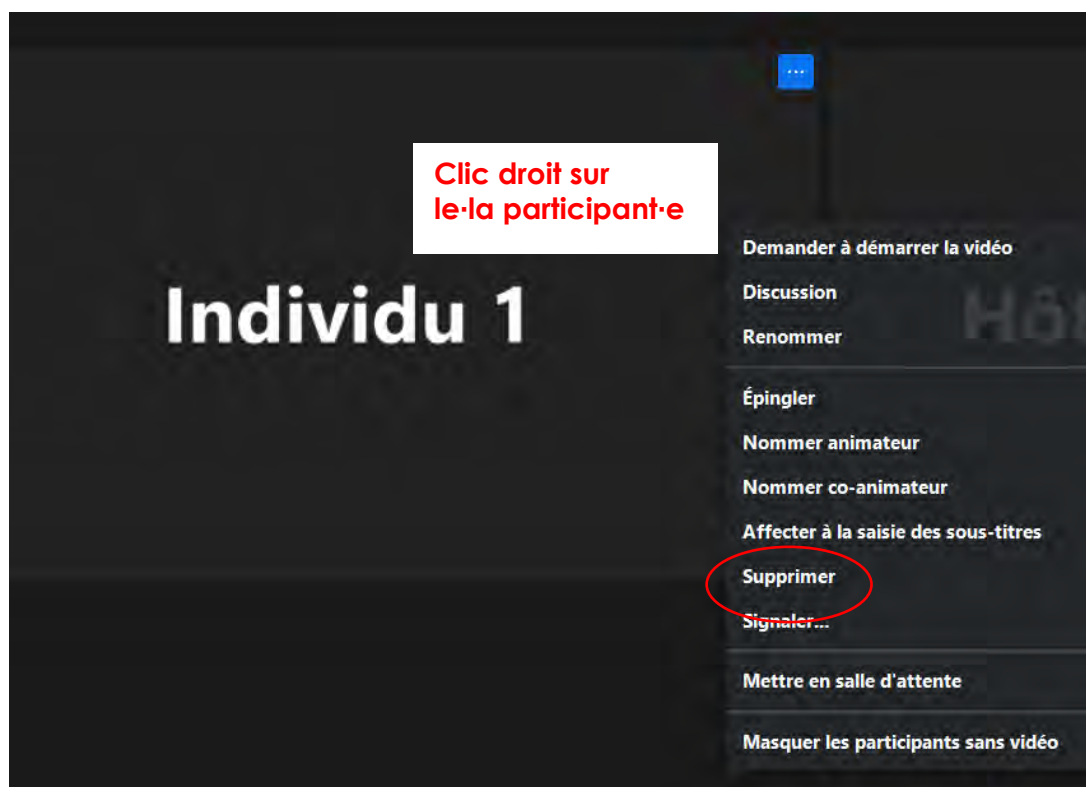 ...
Clic droit sur
le·la participant·e
Individu 1
Demander à démarrer la vidéo
Discussion
Renommer
Épingler
Nommer animateur
Nommer co-animateur
Affecter à la saisie des sous-titres
Supprimer
Signaler...
Mettre en salle d'attente
Masquer les participants sans vidéo